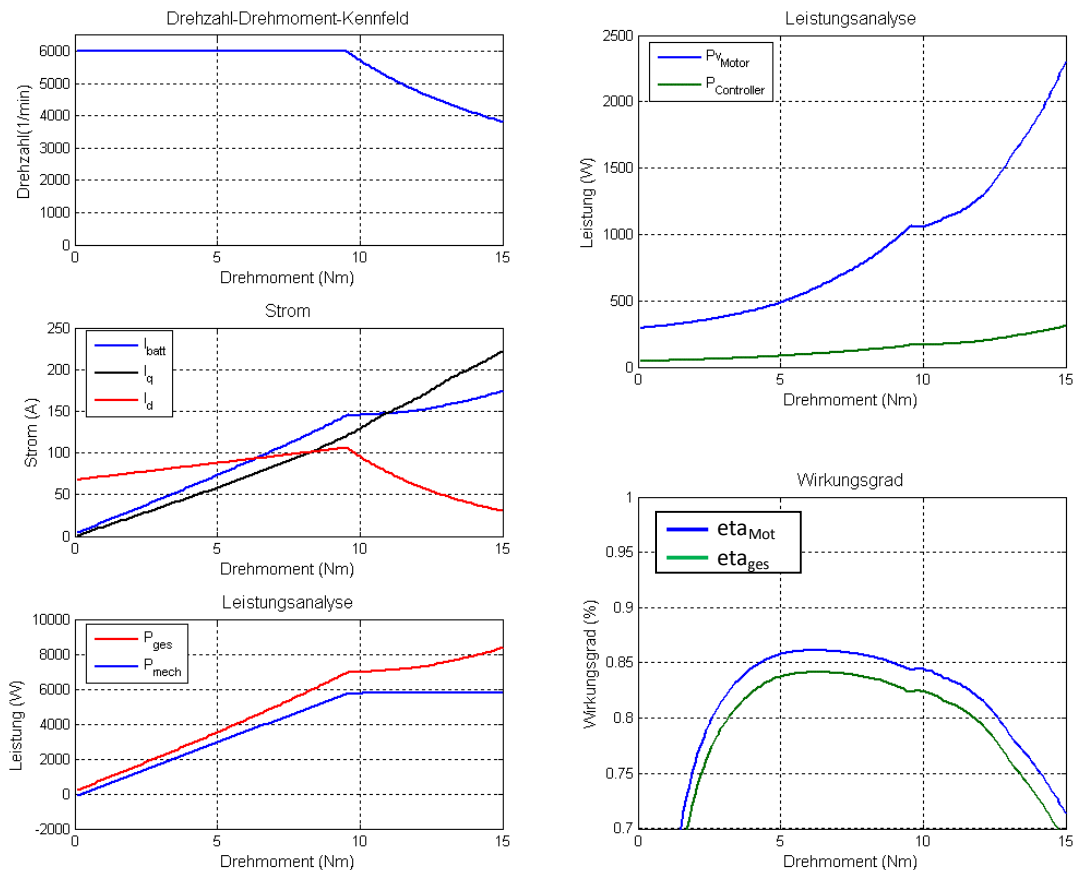 Drehzahl-Drehmoment-Kennfeld
Drehzahl(1/min)
6000
5000
4000
3000
2000
1000
0
0 5 10 15
Drehmoment (Nm)
Strom
I_batt
I_q
I_d
Strom (A)
250
200
150
100
50
0
0 5 10 15
Drehmoment (Nm)
Leistungsanalyse
P_ges
P_mech
Leistung (W)
10000
8000
6000
4000
2000
0
-2000
0 5 10 15
Drehmoment (Nm)
Leistungsanalyse
Pv_Motor
P_Controller
Leistung (W)
2500
2000
1500
1000
500
0
0 5 10 15
Drehmoment (Nm)
Wirkungsgrad
eta_Mot
eta_ges
Wirkungsgrad (%)
1
0.95
0.9
0.85
0.8
0.75
0.7
0 5 10 15
Drehmoment (Nm)